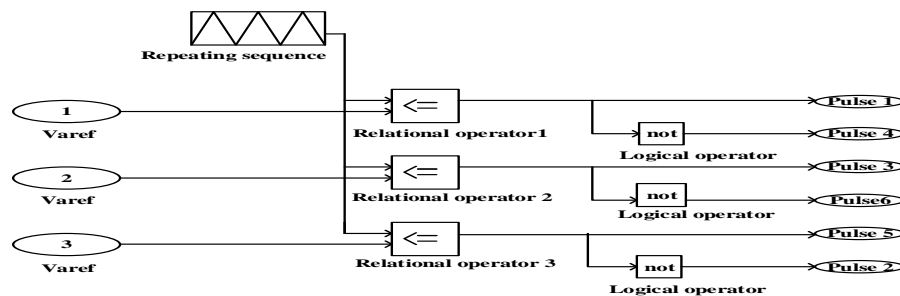 Repeating sequence
1
Varef
<=
Relational operator1
Pulse 1
not
Logical operator
Pulse 4
2
Varef
<=
Relational operator 2
Pulse 3
not
Logical operator
Pulse6
3
Varef
<=
Relational operator 3
Pulse 5
not
Logical operator
Pulse 2